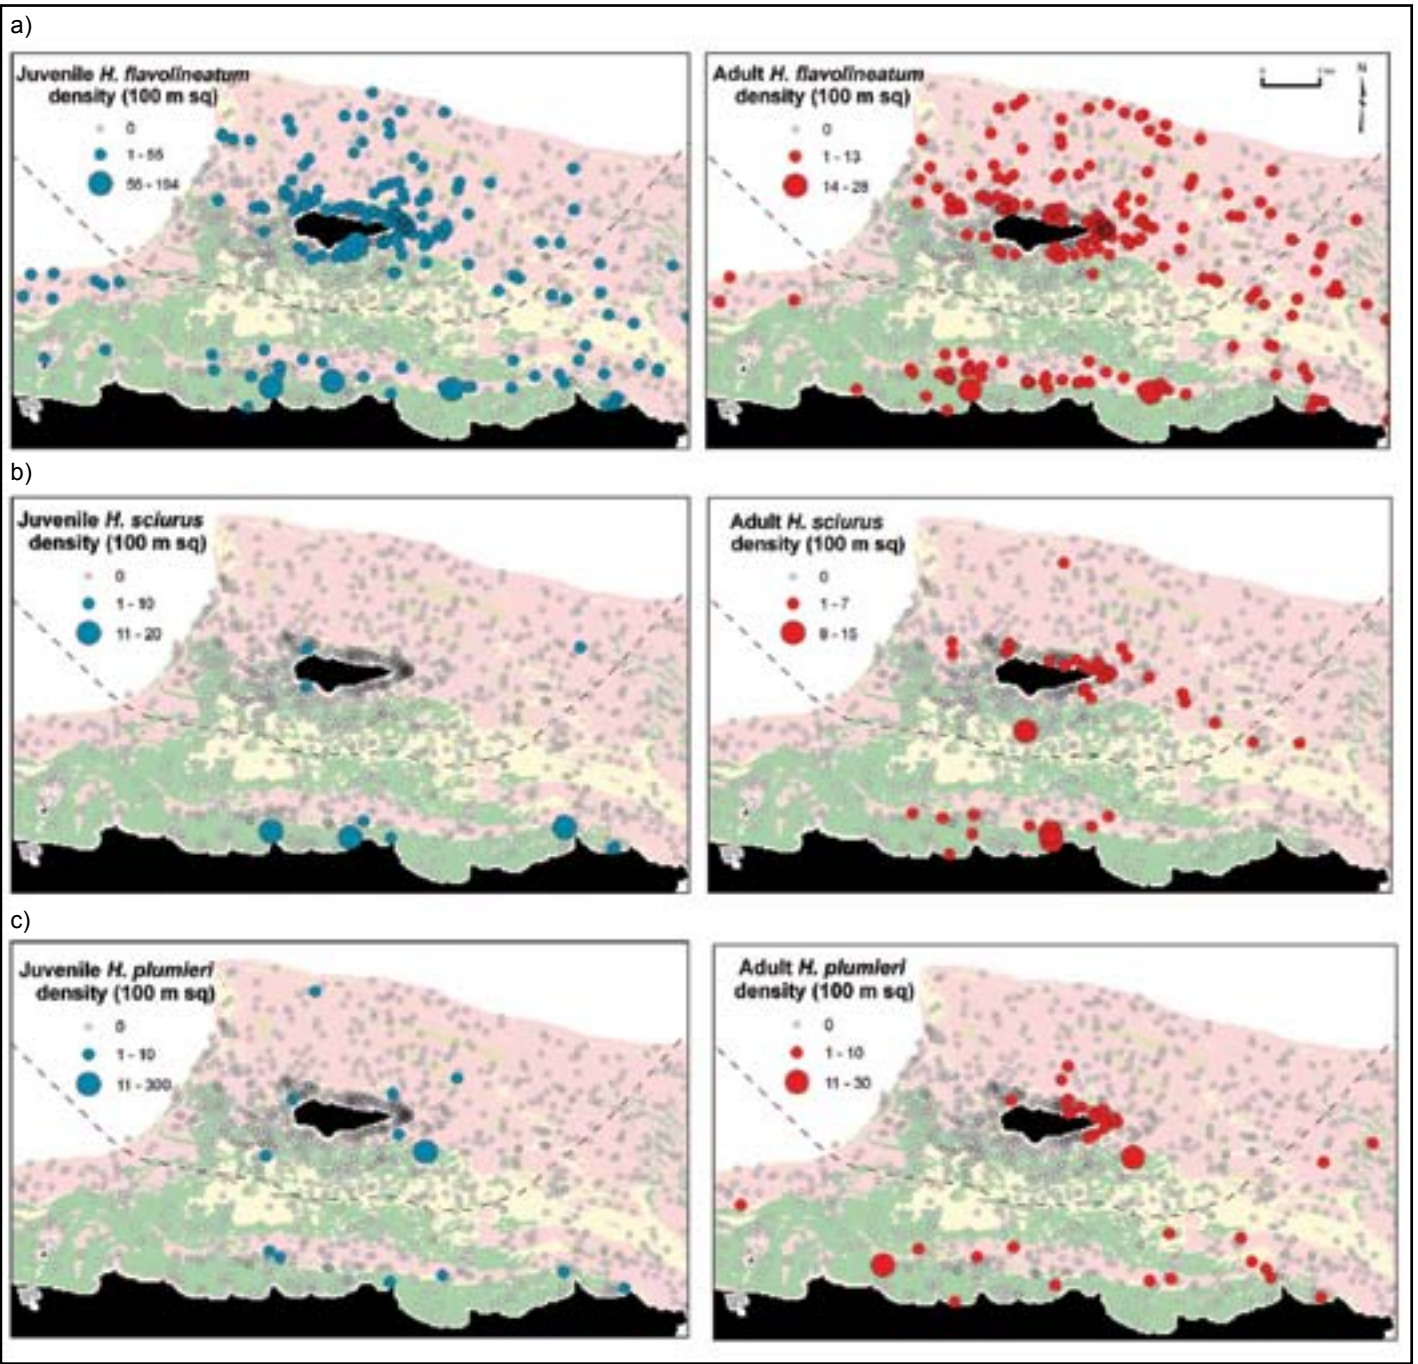 a)
Juvenile H. flavolineatum
density (100 m sq)
0
1 - 55
56 - 194
Adult H. flavolineatum
density (100 m sq)
0
1 - 13
14 - 28
0
N
b)
Juvenile H. sciurus
density (100 m sq)
0
1 - 10
11 - 20
Adult H. sciurus
density (100 m sq)
0
1 - 7
8 - 15
c)
Juvenile H. plumieri
density (100 m sq)
0
1 - 10
11 - 300
Adult H. plumieri
density (100 m sq)
0
1 - 10
11 - 30